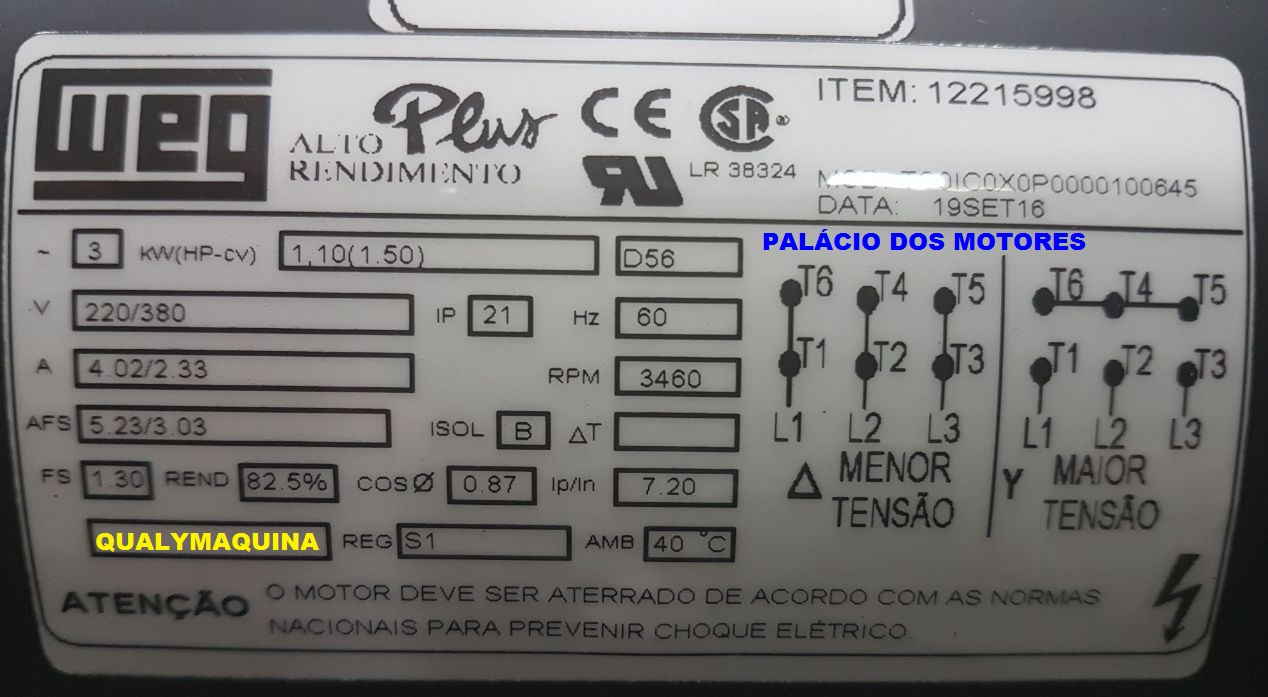 WEG
ALTO Plus
RENDIMENTO
CE
SA
LR 38324
ITEM: 12215998
DATA: 19SET16
PALÁCIO DOS MOTORES
~ 3 kW(HP-cv) 1,10(1.50) D56
V 220/380 IP 21 Hz 60
A 4.02/2.33 RPM 3460
AFS 5.23/3.03 ISOL B ΔT
FS 1.30 REND 82.5% COSØ 0.87 Ip/In 7.20
QUALYMAQUINA REG S1 AMB 40 °C
T6 T4 T5
T1 T2 T3
L1 L2 L3
Δ MENOR
TENSÃO
T6 T4 T5
T1 T2 T3
L1 L2 L3
Y MAIOR
TENSÃO
ATENÇÃO
O MOTOR DEVE SER ATERRADO DE ACORDO COM AS NORMAS
NACIONAIS PARA PREVENIR CHOQUE ELÉTRICO.